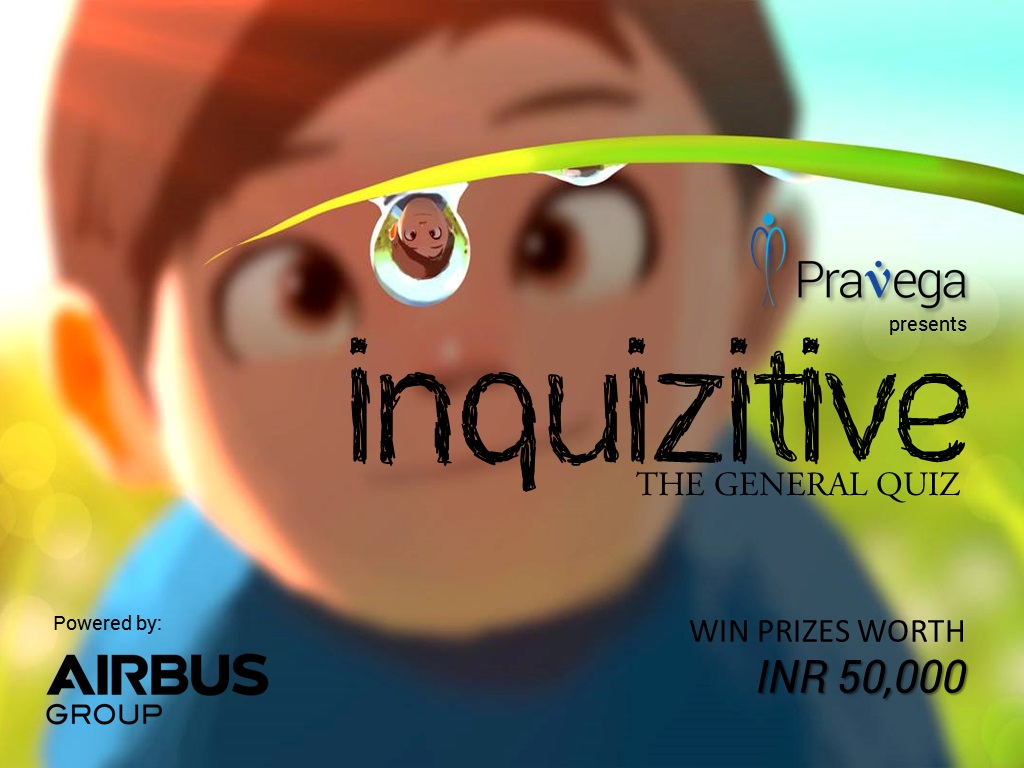 Pravega
presents
inquizitive
THE GENERAL QUIZ
Powered by:
AIRBUS
GROUP
WIN PRIZES WORTH
INR 50,000